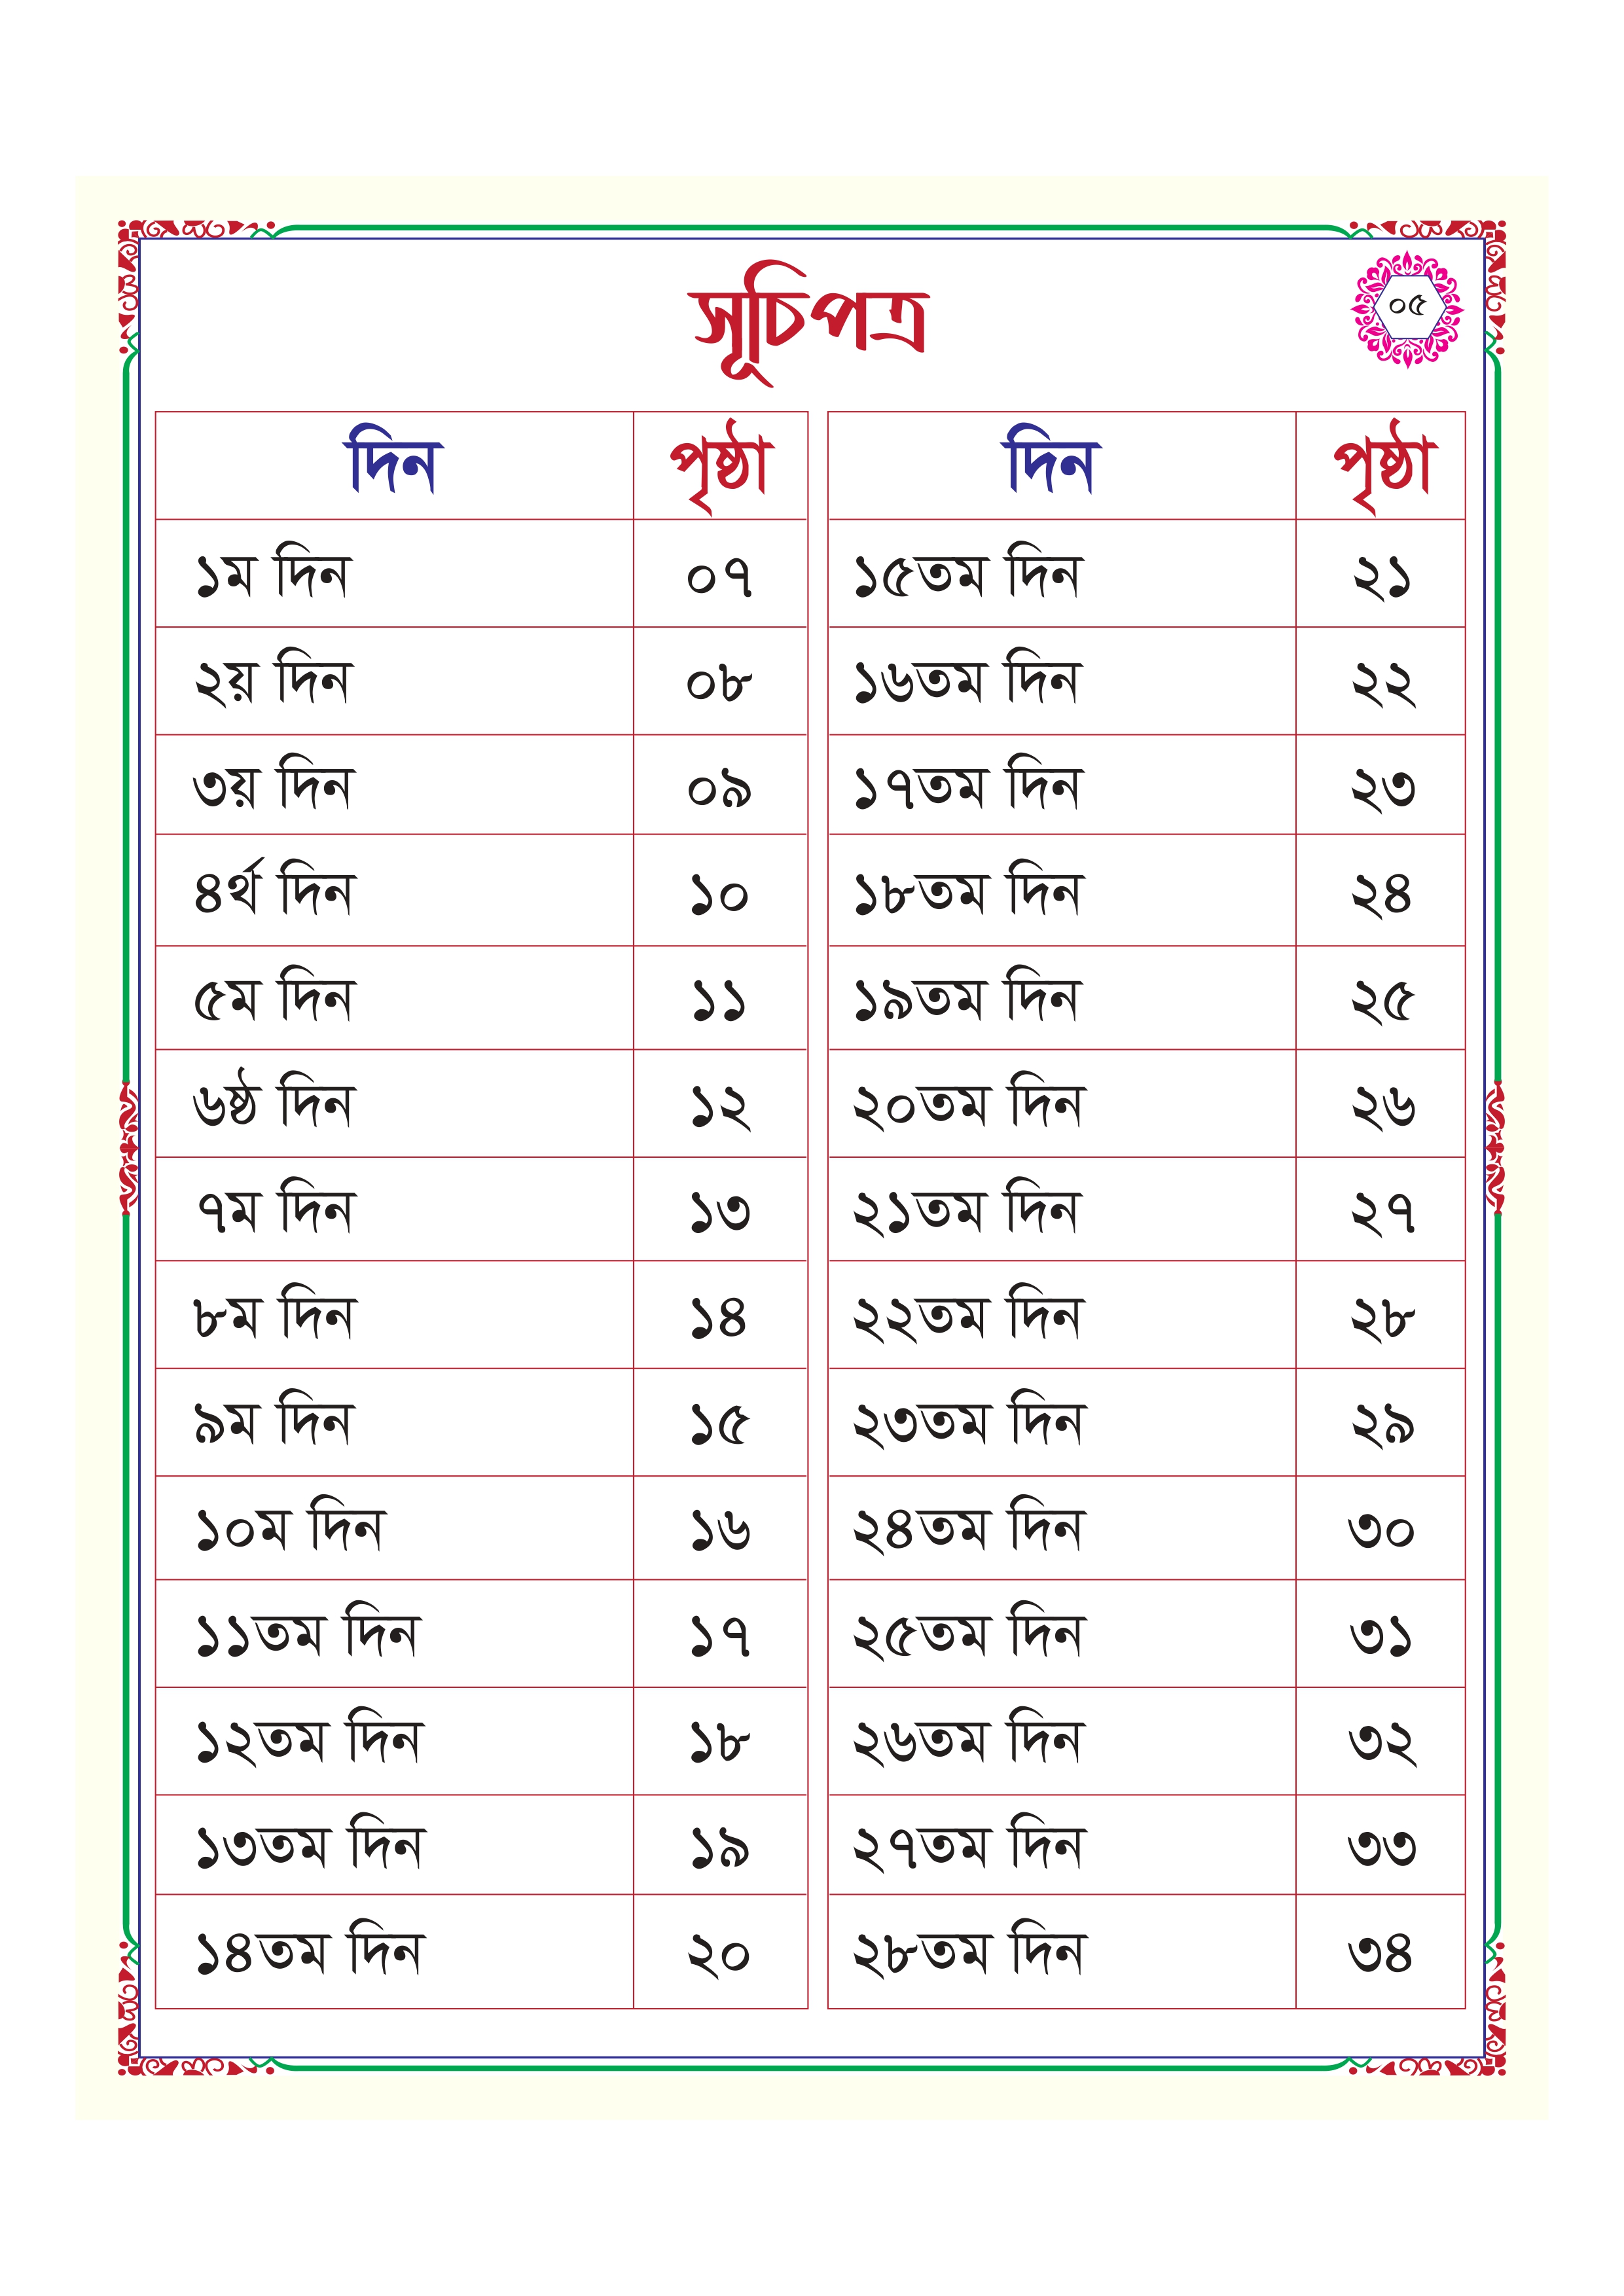 সূচিপত্র
০৫
দিন পৃষ্ঠা দিন পৃষ্ঠা
১ম দিন ০৭ ১৫তম দিন ২১
২য় দিন ০৮ ১৬তম দিন ২২
৩য় দিন ০৯ ১৭তম দিন ২৩
৪র্থ দিন ১০ ১৮তম দিন ২৪
৫ম দিন ১১ ১৯তম দিন ২৫
৬ষ্ঠ দিন ১২ ২০তম দিন ২৬
৭ম দিন ১৩ ২১তম দিন ২৭
৮ম দিন ১৪ ২২তম দিন ২৮
৯ম দিন ১৫ ২৩তম দিন ২৯
১০ম দিন ১৬ ২৪তম দিন ৩০
১১তম দিন ১৭ ২৫তম দিন ৩১
১২তম দিন ১৮ ২৬তম দিন ৩২
১৩তম দিন ১৯ ২৭তম দিন ৩৩
১৪তম দিন ২০ ২৮তম দিন ৩৪